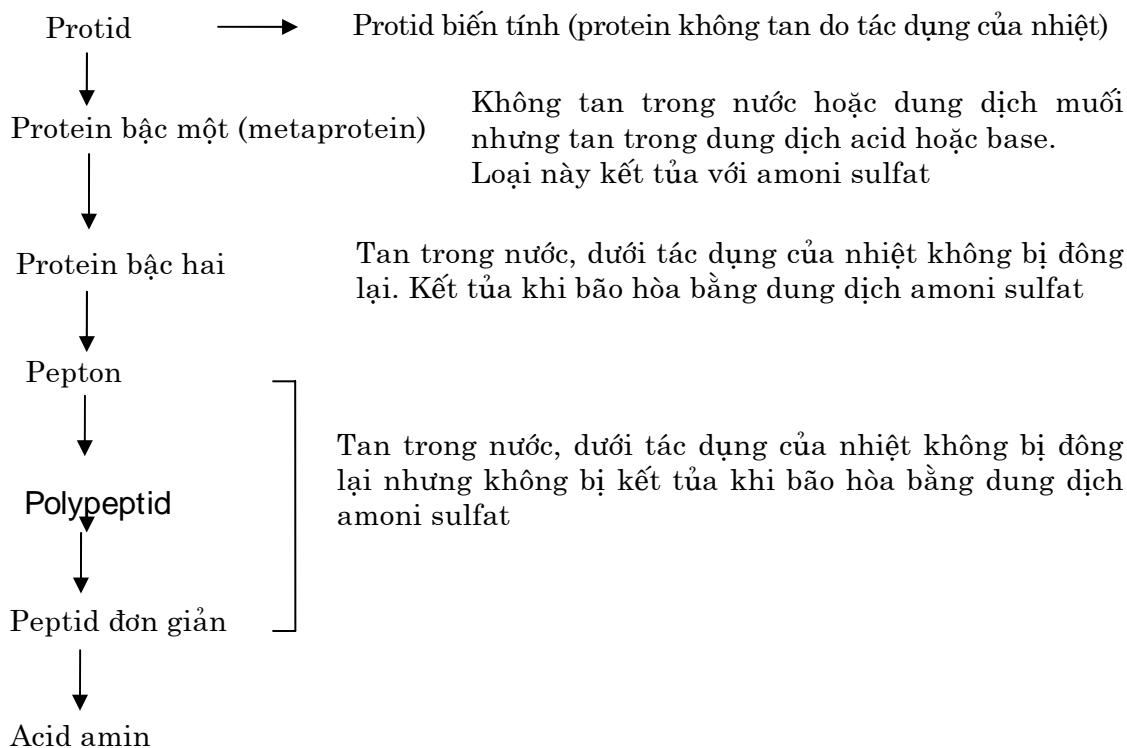 Protid
Protid biến tính (protein không tan do tác dụng của nhiệt)
Protein bậc một (metaprotein)
Không tan trong nước hoặc dung dịch muối
nhưng tan trong dung dịch acid hoặc base.
Loại này kết tủa với amoni sulfat
Protein bậc hai
Tan trong nước, dưới tác dụng của nhiệt không bị đông
lại. Kết tủa khi bão hòa bằng dung dịch amoni sulfat
Pepton
Tan trong nước, dưới tác dụng của nhiệt không bị đông
lại nhưng không bị kết tủa khi bão hòa bằng dung dịch
amoni sulfat
Polypeptid
Peptid đơn giản
Acid amin